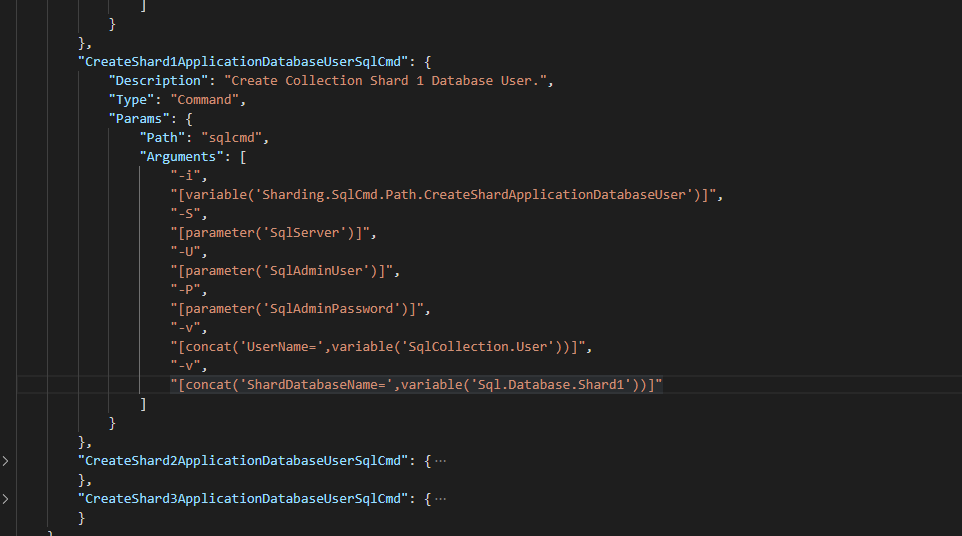 ]
}
},
"CreateShard1ApplicationDatabaseUserSqlCmd": {
"Description": "Create Collection Shard 1 Database User.",
"Type": "Command",
"Params": {
"Path": "sqlcmd",
"Arguments": [
"-i",
"[variable('Sharding.SqlCmd.Path.CreateShardApplicationDatabaseUser')]",
"-S",
"[parameter('SqlServer')]",
"-U",
"[parameter('SqlAdminUser')]",
"-P",
"[parameter('SqlAdminPassword')]",
"-v",
"[concat('UserName=',variable('SqlCollection.User'))]",
"-v",
"[concat('ShardDatabaseName=',variable('Sql.Database.Shard1'))]"
]
}
},
"CreateShard2ApplicationDatabaseUserSqlCmd": {⋯
},
"CreateShard3ApplicationDatabaseUserSqlCmd": {⋯
}